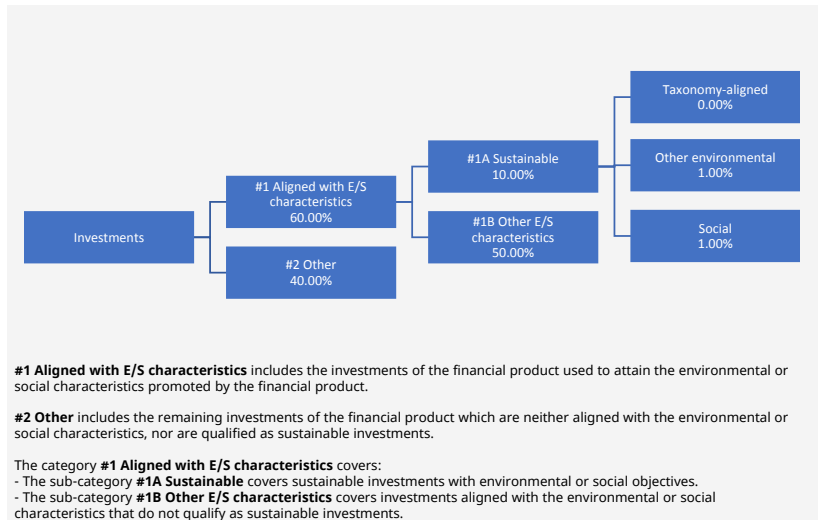 Taxonomy-aligned
0.00%
#1A Sustainable
10.00%
Other environmental
1.00%
#1 Aligned with E/S
characteristics
60.00%
Investments
#1B Other E/S
characteristics
50.00%
Social
1.00%
#2 Other
40.00%
#1 Aligned with E/S characteristics includes the investments of the financial product used to attain the environmental or
social characteristics promoted by the financial product.
#2 Other includes the remaining investments of the financial product which are neither aligned with the environmental or
social characteristics, nor are qualified as sustainable investments.
The category #1 Aligned with E/S characteristics covers:
- The sub-category #1A Sustainable covers sustainable investments with environmental or social objectives.
- The sub-category #1B Other E/S characteristics covers investments aligned with the environmental or social
characteristics that do not qualify as sustainable investments.